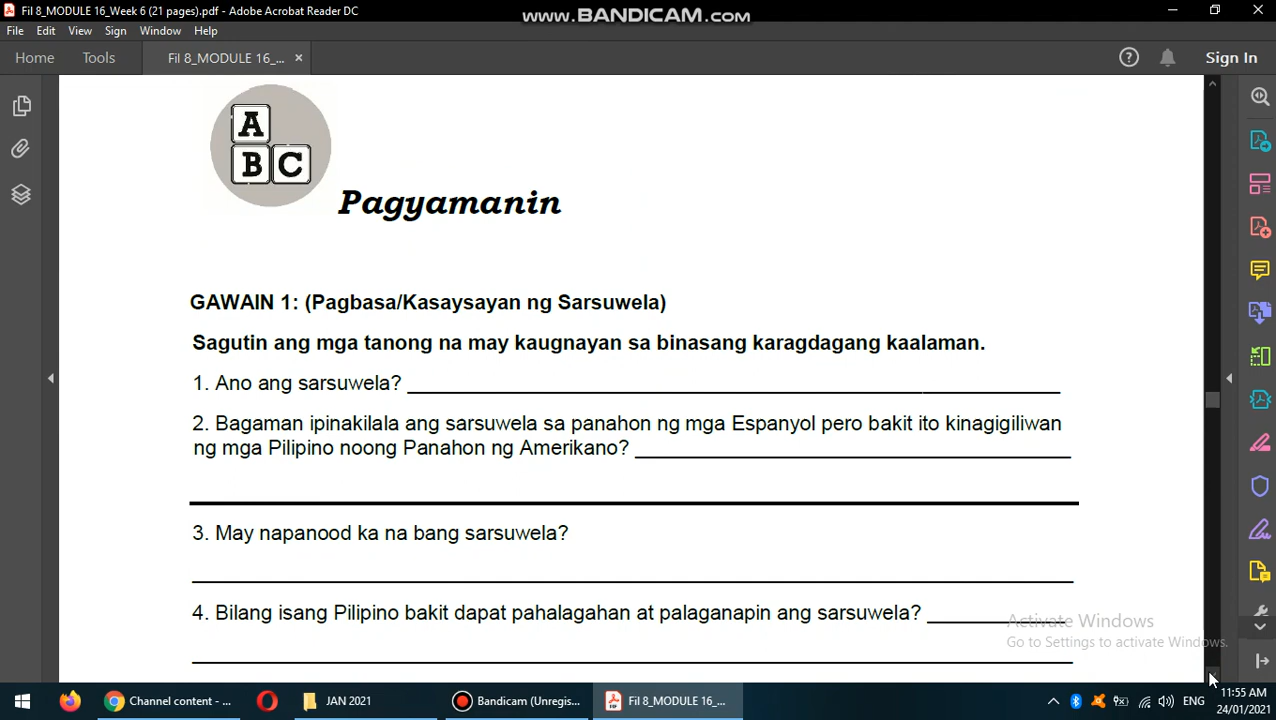 Fil 8_MODULE 16_Week 6 (21 pages).pdf - Adobe Acrobat Reader DC
www.BANDICAM.com
File Edit View Sign Window Help
Home Tools Fil 8_MODULE 16_... × Sign In
A
B C
Pagyamanin
GAWAIN 1: (Pagbasa/Kasaysayan ng Sarsuwela)
Sagutin ang mga tanong na may kaugnayan sa binasang karagdagang kaalaman.
1. Ano ang sarsuwela?
2. Bagaman ipinakilala ang sarsuwela sa panahon ng mga Espanyol pero bakit ito kinagigiliwan
ng mga Pilipino noong Panahon ng Amerikano?
3. May napanood ka na bang sarsuwela?
4. Bilang isang Pilipino bakit dapat pahalagahan at palaganapin ang sarsuwela?
Activate Windows
Go to Settings to activate Windows.
Channel content - ... JAN 2021 Bandicam (Unregis... Fil 8_MODULE 16_... ENG 11:55 AM
24/01/2021